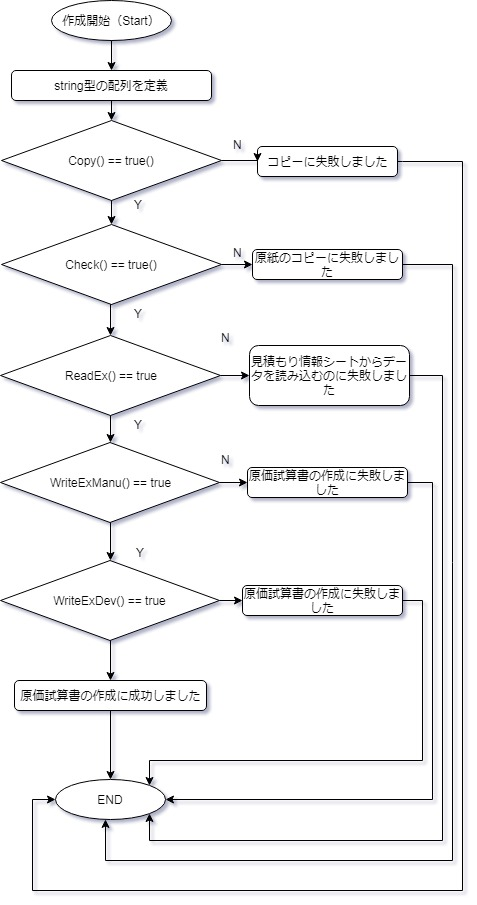 作成開始（Start）
string型の配列を定義
N
Copy() == true()
コピーに失敗しました
Y
N
Check() == true()
原紙のコピーに失敗しまし
た
Y
N
ReadEx() == true
見積もり情報シートからデー
タを読み込むのに失敗しまし
た
Y
N
WriteExManu() == true
原価試算書の作成に失敗しま
した
Y
WriteExDev() == true
原価試算書の作成に失敗しま
した
原価試算書の作成に成功しました
END